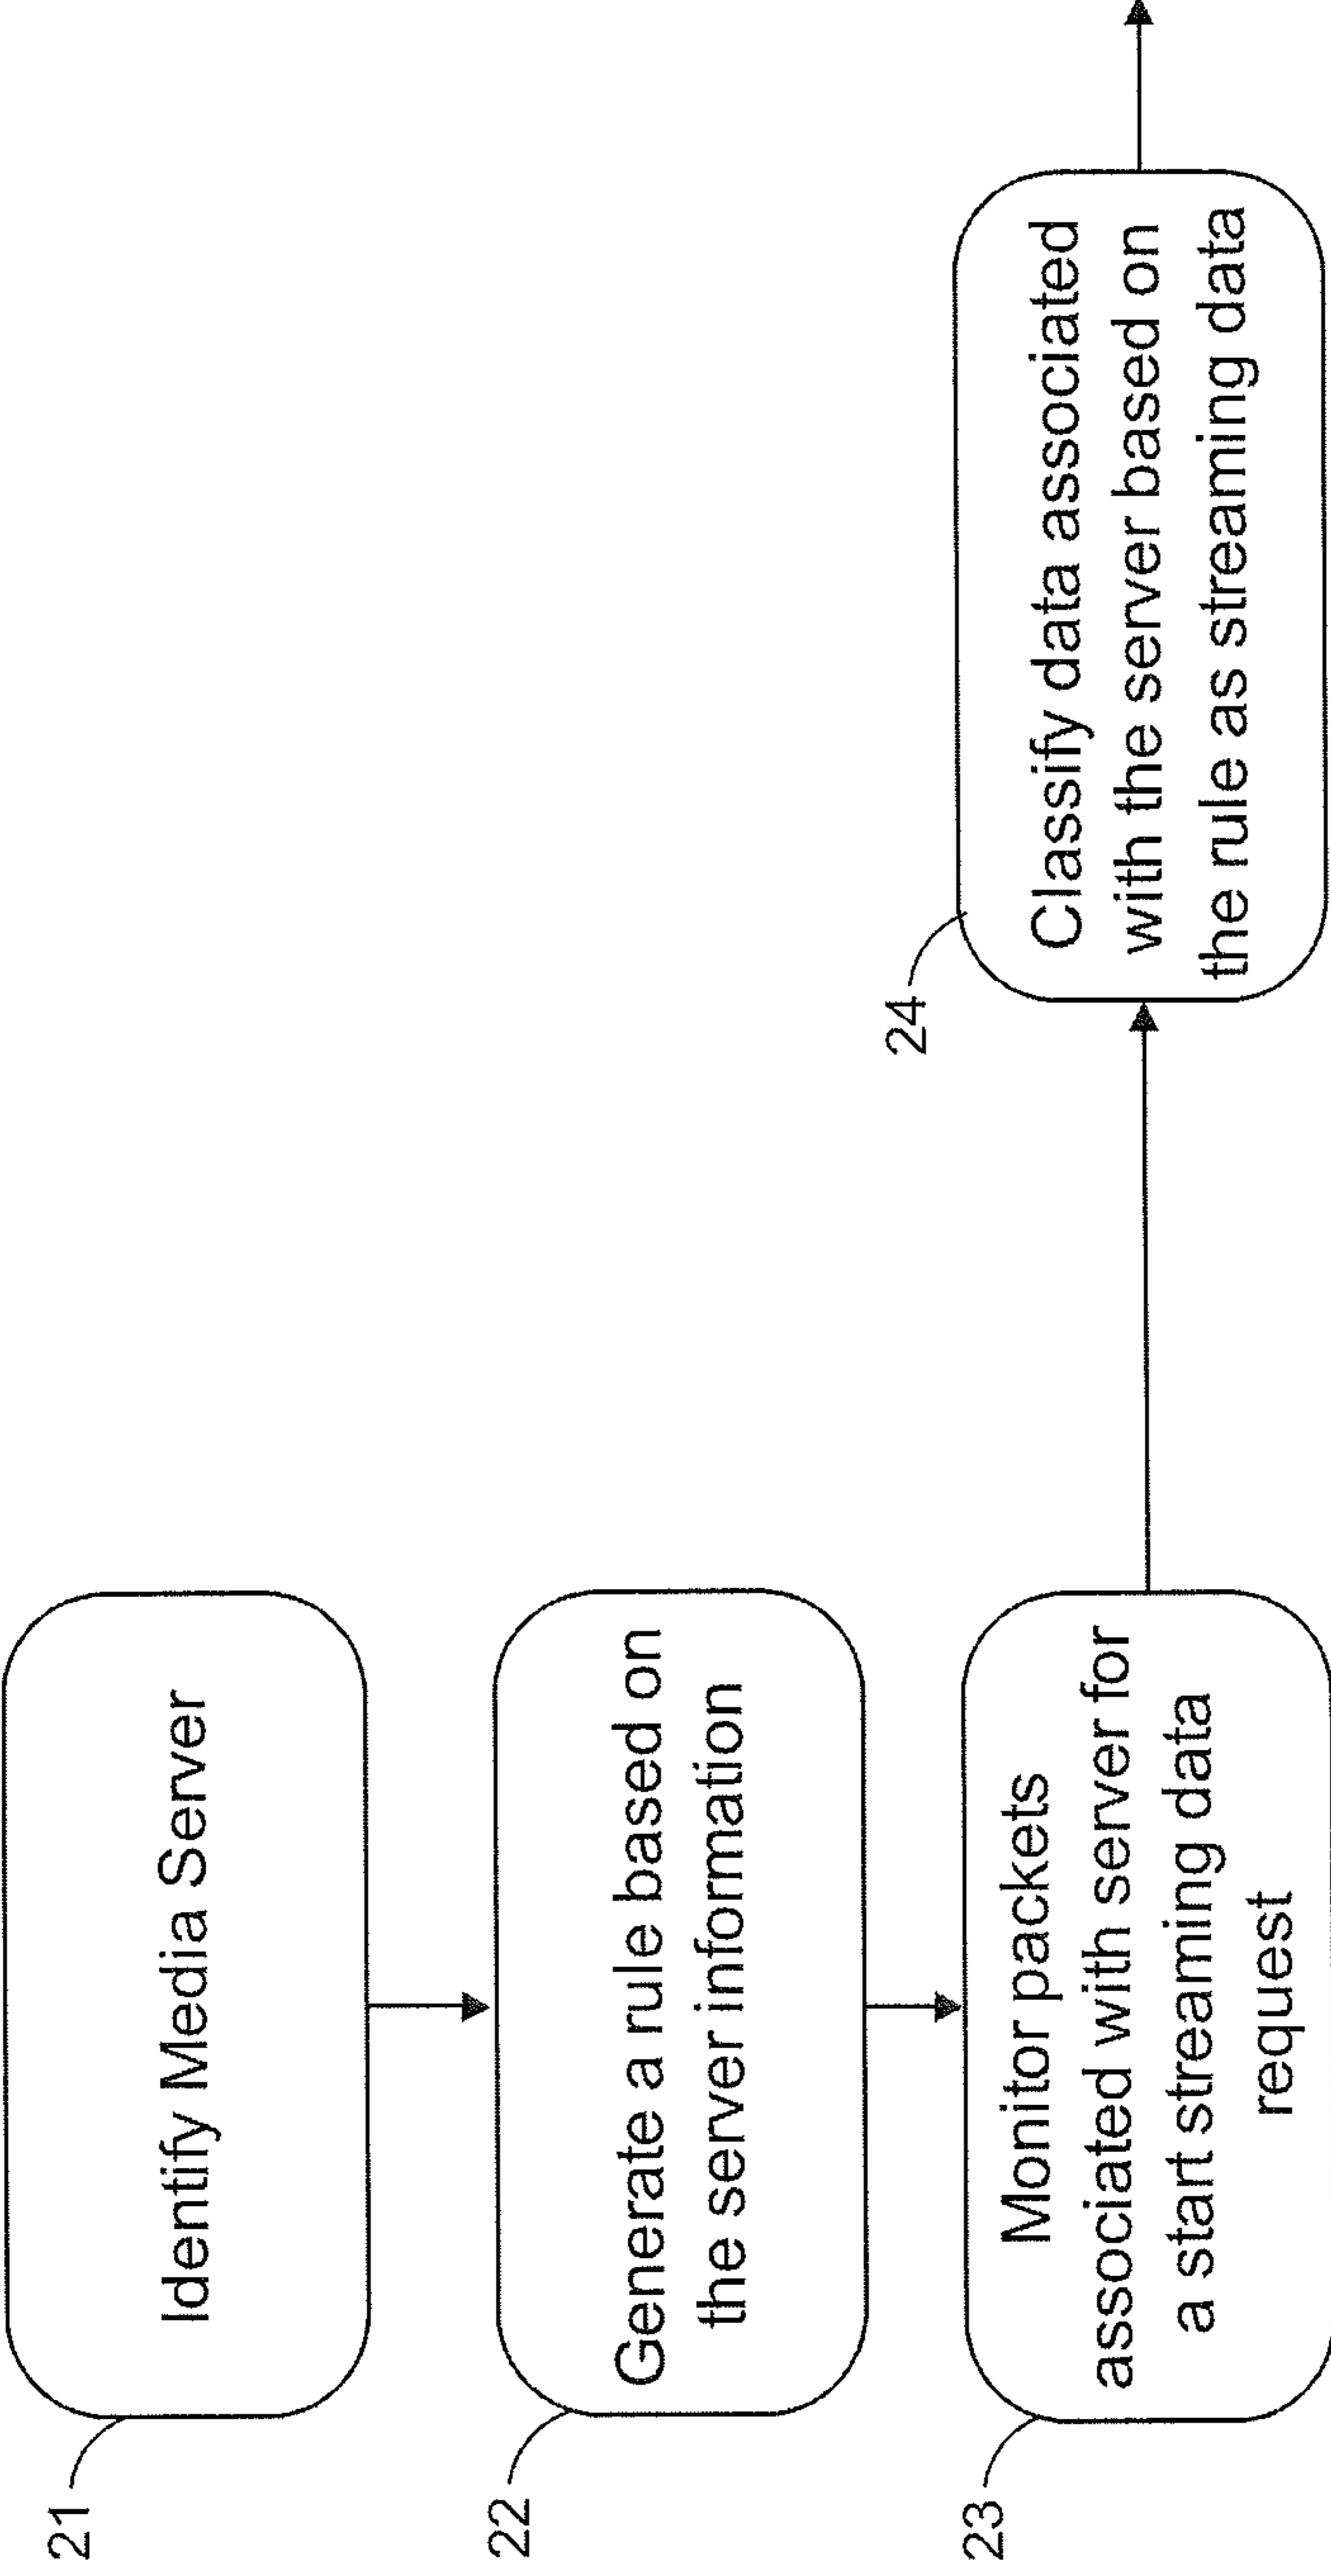 21
Identify Media Server
22
Generate a rule based on
the server information
23
Monitor packets
associated with server for
a start streaming data
request
24
Classify data associated
with the server based on
the rule as streaming data